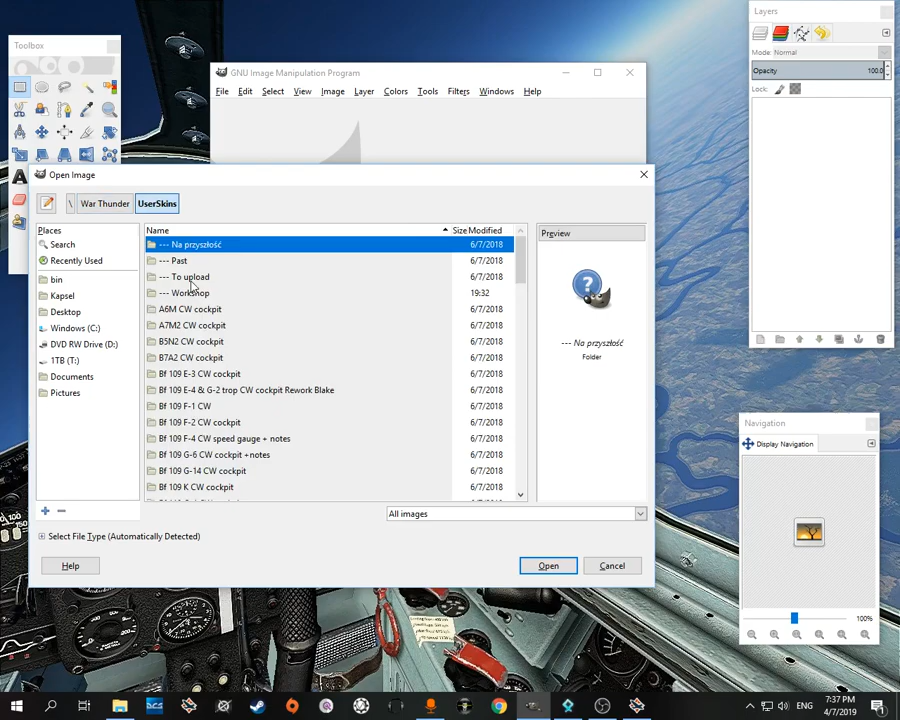 Toolbox
GNU Image Manipulation Program
File Edit Select View Image Layer Colors Tools Filters Windows Help
Layers
Mode: Normal
Opacity 100.0
Lock:
Open Image
\ War Thunder UserSkins
Places
Search
Recently Used
bin
Kapsel
Desktop
Windows (C:)
DVD RW Drive (D:)
1TB (T:)
Documents
Pictures
Name Size Modified
--- Na przyszłość 6/7/2018
--- Past 6/7/2018
--- To upload 6/7/2018
--- Workshop 19:32
A6M CW cockpit 6/7/2018
A7M2 CW cockpit 6/7/2018
B5N2 CW cockpit 6/7/2018
B7A2 CW cockpit 6/7/2018
Bf 109 E-3 CW cockpit 6/7/2018
Bf 109 E-4 & G-2 trop CW cockpit Rework Blake 6/7/2018
Bf 109 F-1 CW 6/7/2018
Bf 109 F-2 CW cockpit 6/7/2018
Bf 109 F-4 CW speed gauge + notes 6/7/2018
Bf 109 G-6 CW cockpit +notes 6/7/2018
Bf 109 G-14 CW cockpit 6/7/2018
Bf 109 K CW cockpit 6/7/2018
Preview
--- Na przyszłość
Folder
All images
Select File Type (Automatically Detected)
Help Open Cancel
Navigation
Display Navigation
100%
DCS
ENG
7:37 PM
4/7/2019